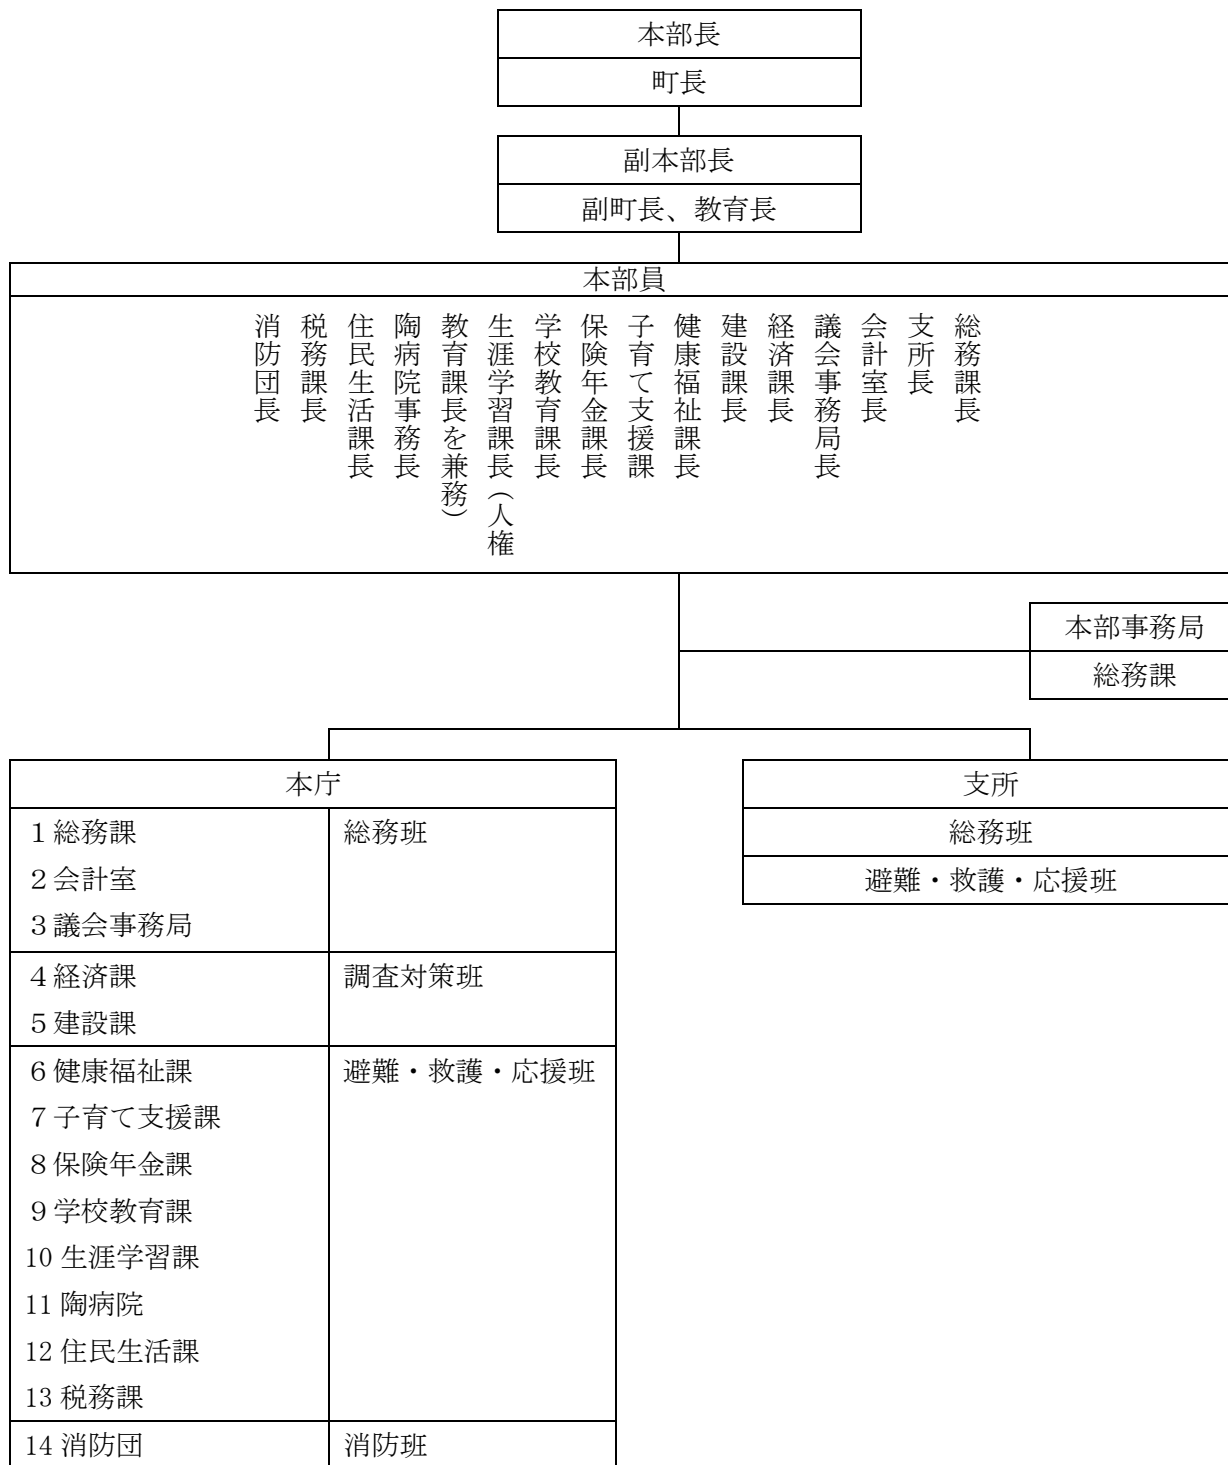 本部長
町長
副本部長
副町長、教育長
本部員
総務課長
支所長
会計室長
議会事務局長
経済課長
建設課長
健康福祉課長
子育て支援課
保険年金課長
学校教育課長
生涯学習課長（人権
教育課長を兼務）
陶病院事務長
住民生活課長
税務課長
消防団長
本部事務局
総務課
本庁
1 総務課
総務班
2 会計室
3 議会事務局
4 経済課
調査対策班
5 建設課
6 健康福祉課
避難・救護・応援班
7 子育て支援課
8 保険年金課
9 学校教育課
10 生涯学習課
11 陶病院
12 住民生活課
13 税務課
14 消防団
消防班
支所
総務班
避難・救護・応援班